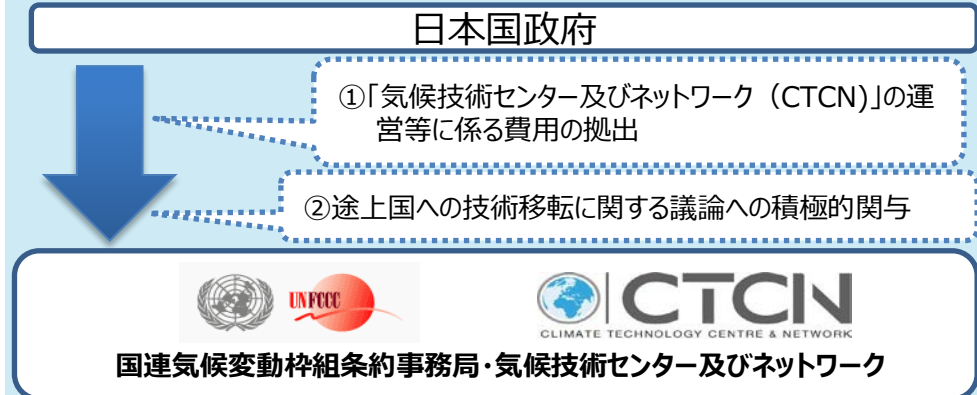 日本国政府
①「気候技術センター及びネットワーク（CTCN)」の運
営等に係る費用の拠出
②途上国への技術移転に関する議論への積極的関与
UNFCCC
CTCN
CLIMATE TECHNOLOGY CENTRE & NETWORK
国連気候変動枠組条約事務局・気候技術センター及びネットワーク